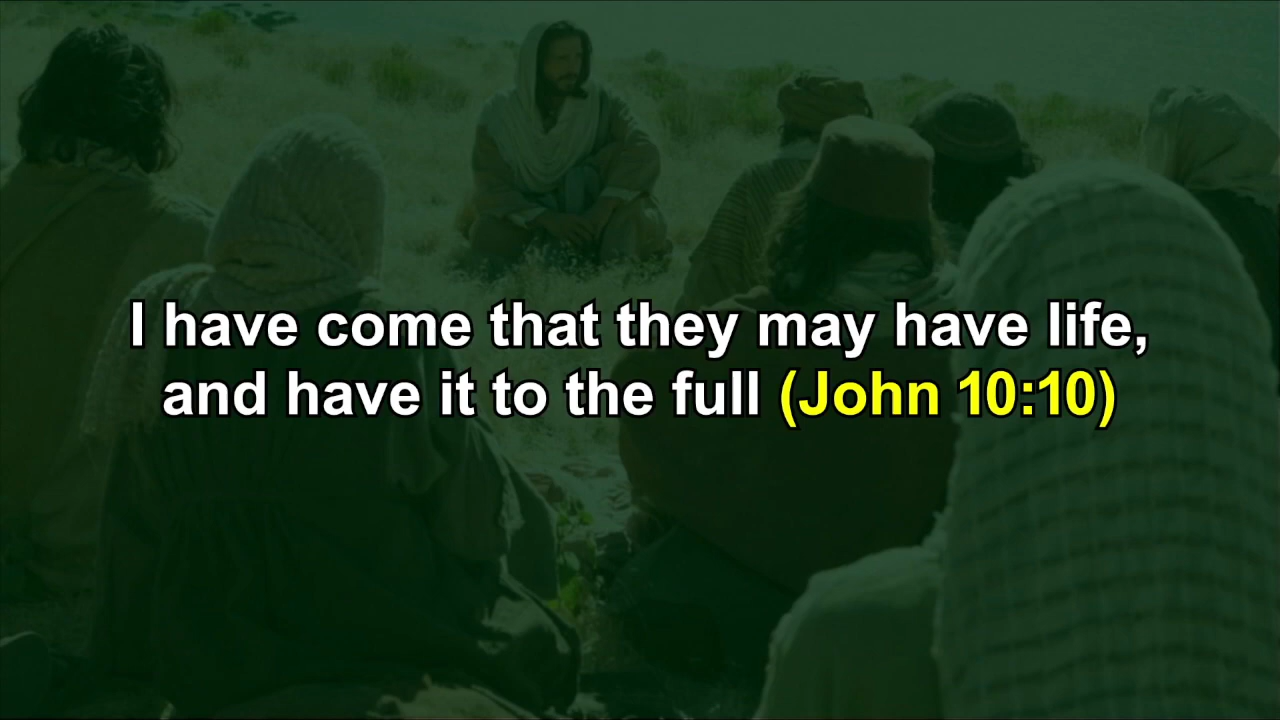 I have come that they may have life,
and have it to the full (John 10:10)